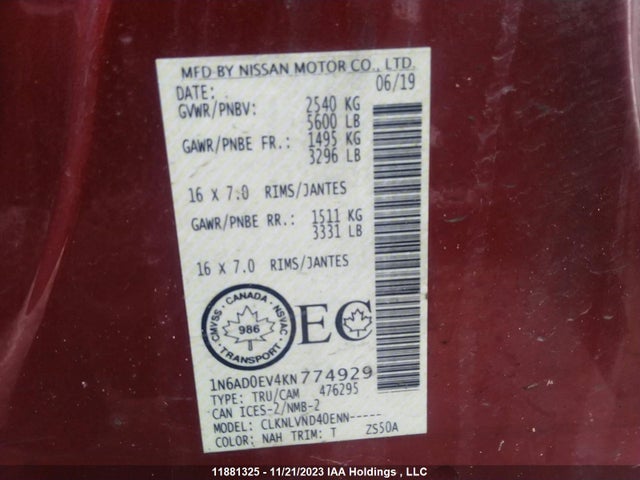 MFD BY NISSAN MOTOR CO., LTD.
DATE: 06/19
GVWR/PNBV: 2540 KG
5600 LB
GAWR/PNBE FR.: 1495 KG
3296 LB
16 X 7.0 RIMS/JANTES
GAWR/PNBE RR.: 1511 KG
3331 LB
16 X 7.0 RIMS/JANTES
CMVSS · CANADA · NSVAC · TRANSPORT ·
986
EC
1N6AD0EV4KN774929
TYPE: TRU/CAM 476295
CAN ICES-2/NMB-2
MODEL: CLKNLVND40ENN-----
COLOR: NAH TRIM: T ZS50A
11881325 - 11/21/2023 IAA Holdings , LLC